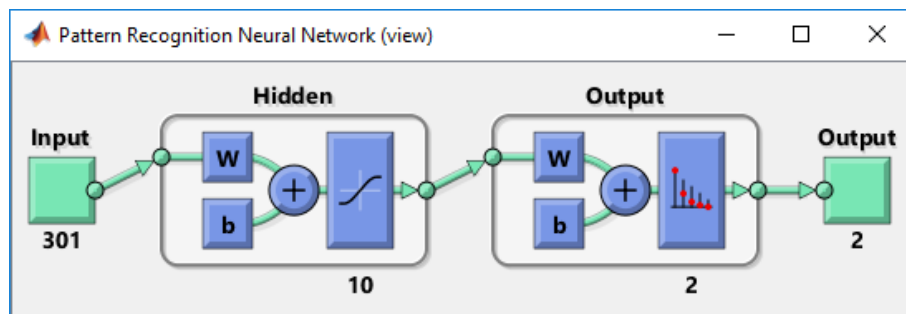 Pattern Recognition Neural Network (view)
Hidden
Output
Input
Output
W
W
b
b
301
10
2
2